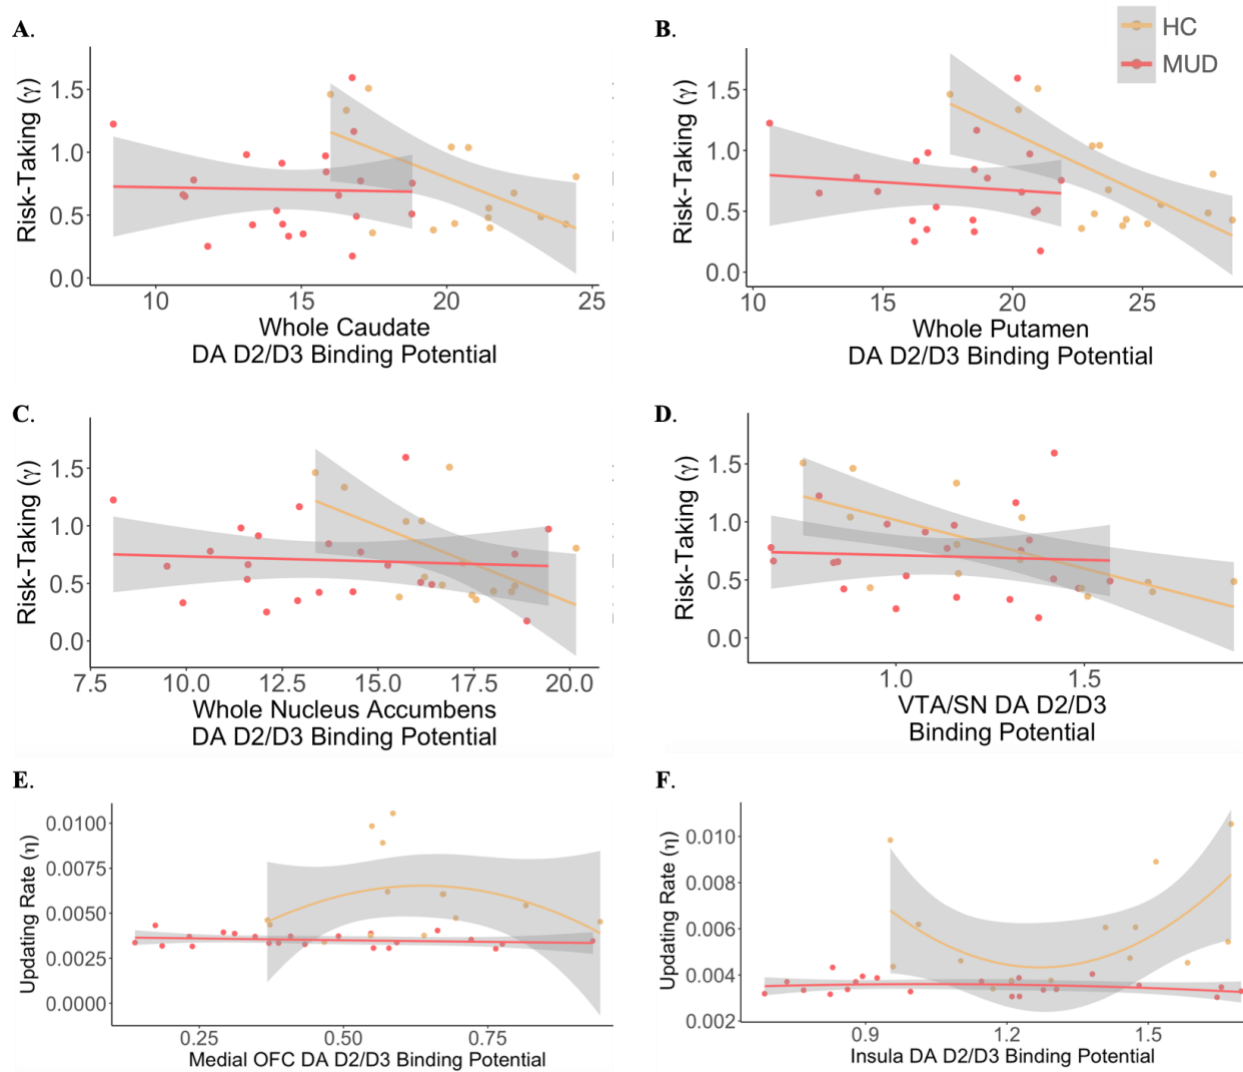 A.
Risk-Taking (γ)
1.5
1.0
0.5
0.0
10 15 20 25
Whole Caudate
DA D2/D3 Binding Potential
B.
HC
MUD
Risk-Taking (γ)
1.5
1.0
0.5
0.0
10 15 20 25
Whole Putamen
DA D2/D3 Binding Potential
C.
Risk-Taking (γ)
1.5
1.0
0.5
0.0
7.5 10.0 12.5 15.0 17.5 20.0
Whole Nucleus Accumbens
DA D2/D3 Binding Potential
D.
Risk-Taking (γ)
1.5
1.0
0.5
0.0
1.0 1.5
VTA/SN DA D2/D3
Binding Potential
E.
Updating Rate (η)
0.0100
0.0075
0.0050
0.0025
0.0000
0.25 0.50 0.75
Medial OFC DA D2/D3 Binding Potential
F.
Updating Rate (η)
0.010
0.008
0.006
0.004
0.002
0.9 1.2 1.5
Insula DA D2/D3 Binding Potential